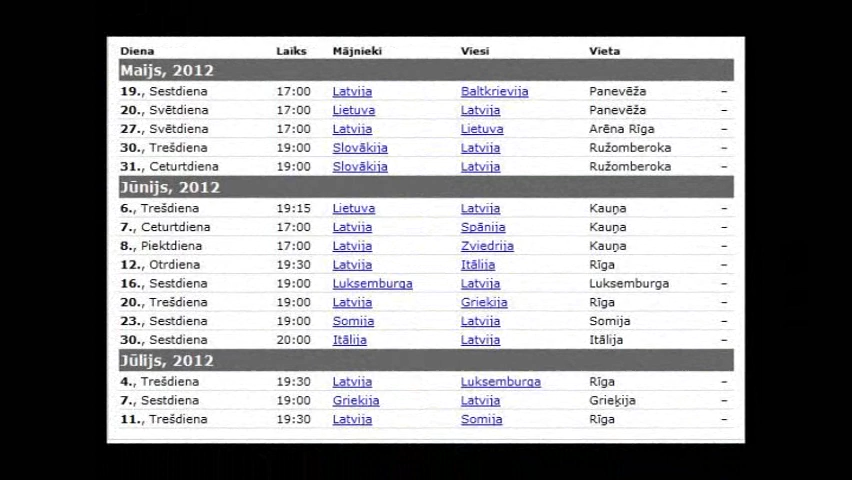 Diena Laiks Mājnieki Viesi Vieta
Maijs, 2012
19., Sestdiena 17:00 Latvija Baltkrievija Panevēža –
20., Svētdiena 17:00 Lietuva Latvija Panevēža –
27., Svētdiena 17:00 Latvija Lietuva Arēna Rīga –
30., Trešdiena 19:00 Slovākija Latvija Ružomberoka –
31., Ceturtdiena 19:00 Slovākija Latvija Ružomberoka –
Jūnijs, 2012
6., Trešdiena 19:15 Lietuva Latvija Kauņa –
7., Ceturtdiena 17:00 Latvija Spānija Kauņa –
8., Piektdiena 17:00 Latvija Zviedrija Kauņa –
12., Otrdiena 19:30 Latvija Itālija Rīga –
16., Sestdiena 19:00 Luksemburga Latvija Luksemburga –
20., Trešdiena 19:00 Latvija Grieķija Rīga –
23., Sestdiena 19:00 Somija Latvija Somija –
30., Sestdiena 20:00 Itālija Latvija Itālija –
Jūlijs, 2012
4., Trešdiena 19:30 Latvija Luksemburga Rīga –
7., Sestdiena 19:00 Grieķija Latvija Grieķija –
11., Trešdiena 19:30 Latvija Somija Rīga –